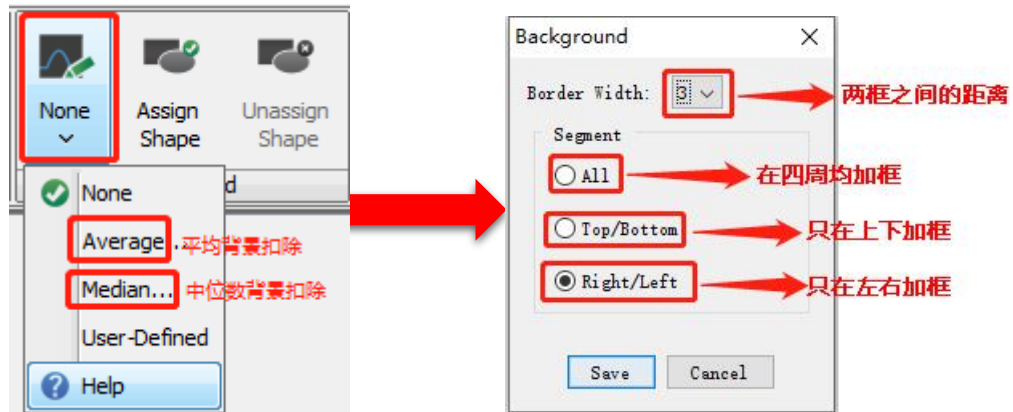 None
Assign
Shape
Unassign
Shape
d
None
Average... 平均背景扣除
Median... 中位数背景扣除
User-Defined
Help
Background
Border Width: 3
两框之间的距离
Segment
All
在四周均加框
Top/Bottom
只在上下加框
Right/Left
只在左右加框
Save
Cancel